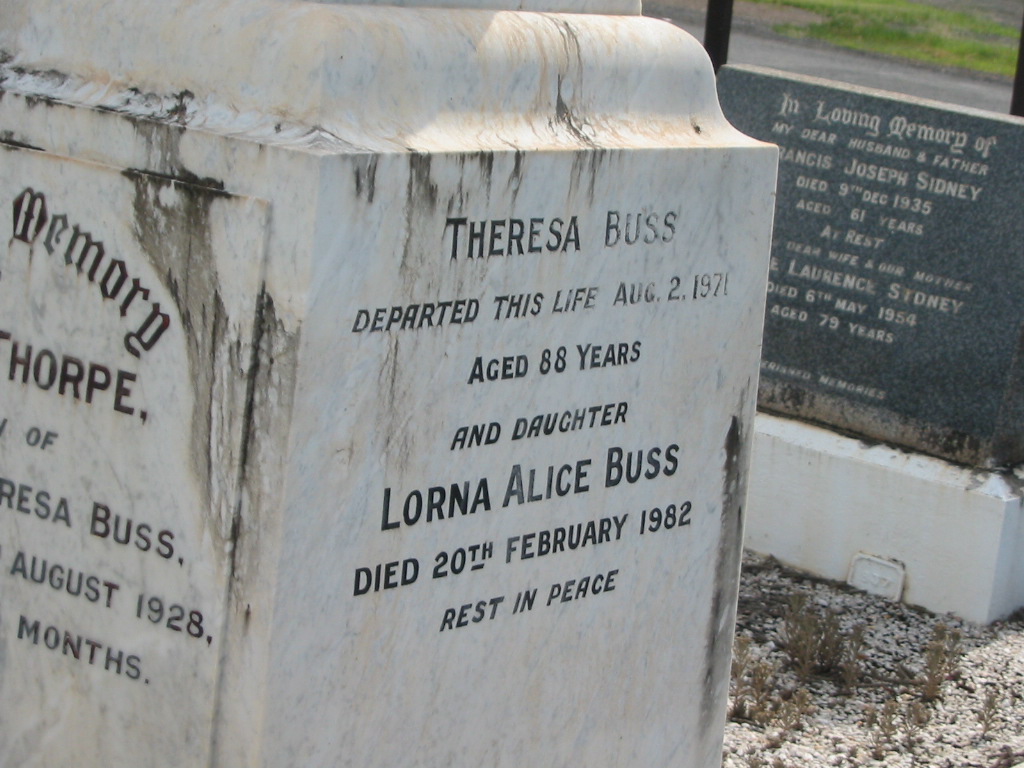 Memory
THORPE,
OF
RESA BUSS,
AUGUST 1928,
MONTHS.
THERESA BUSS
DEPARTED THIS LIFE AUG. 2. 1971
AGED 88 YEARS
AND DAUGHTER
LORNA ALICE BUSS
DIED 20TH FEBRUARY 1982
REST IN PEACE
In Loving Memory of
MY DEAR HUSBAND & FATHER
ANCIS JOSEPH SIDNEY
DIED 9TH DEC 1935
AGED 61 YEARS
AT REST
DEAR WIFE & OUR MOTHER
E LAURENCE SIDNEY
DIED 6TH MAY 1954
AGED 79 YEARS
MEMORIES